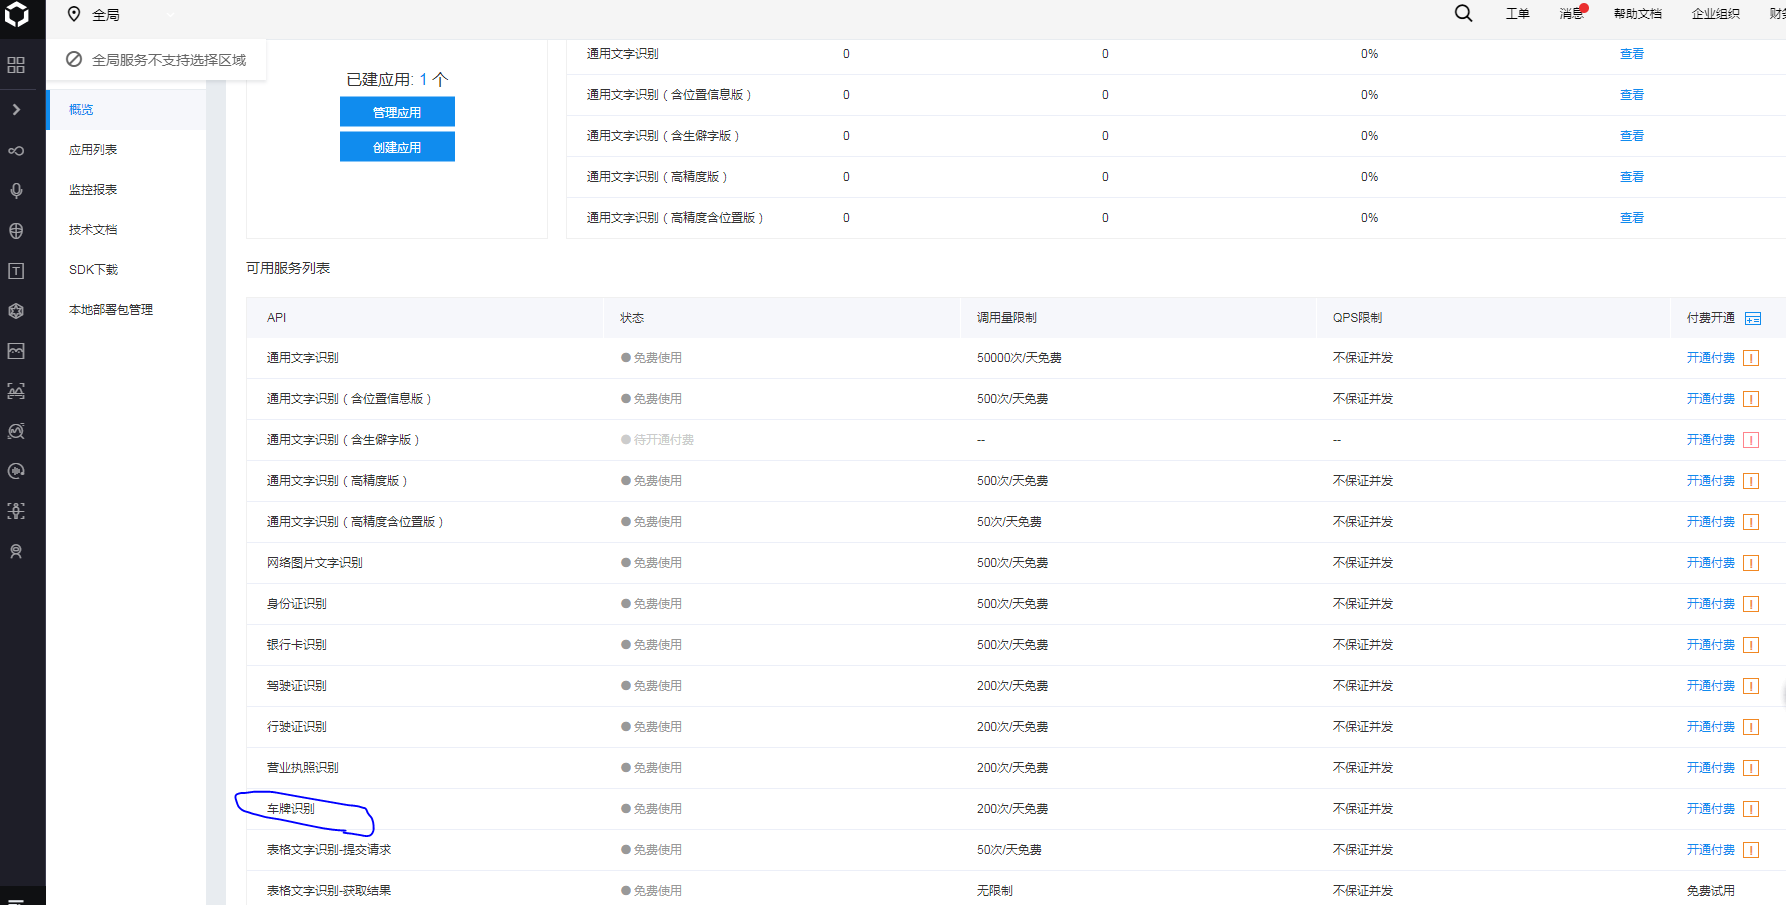 全局
工单 消息 帮助文档 企业组织
全局服务不支持选择区域
概览
应用列表
监控报表
技术文档
SDK下载
本地部署包管理
已建应用: 1 个
管理应用
创建应用
通用文字识别 0 0 0% 查看
通用文字识别（含位置信息版） 0 0 0% 查看
通用文字识别（含生僻字版） 0 0 0% 查看
通用文字识别（高精度版） 0 0 0% 查看
通用文字识别（高精度含位置版） 0 0 0% 查看
可用服务列表
API 状态 调用量限制 QPS限制 付费开通
通用文字识别 免费使用 50000次/天免费 不保证并发 开通付费
通用文字识别（含位置信息版） 免费使用 500次/天免费 不保证并发 开通付费
通用文字识别（含生僻字版） 待开通付费 -- -- 开通付费
通用文字识别（高精度版） 免费使用 500次/天免费 不保证并发 开通付费
通用文字识别（高精度含位置版） 免费使用 50次/天免费 不保证并发 开通付费
网络图片文字识别 免费使用 500次/天免费 不保证并发 开通付费
身份证识别 免费使用 500次/天免费 不保证并发 开通付费
银行卡识别 免费使用 500次/天免费 不保证并发 开通付费
驾驶证识别 免费使用 200次/天免费 不保证并发 开通付费
行驶证识别 免费使用 200次/天免费 不保证并发 开通付费
营业执照识别 免费使用 200次/天免费 不保证并发 开通付费
车牌识别 免费使用 200次/天免费 不保证并发 开通付费
表格文字识别-提交请求 免费使用 50次/天免费 不保证并发 开通付费
表格文字识别-获取结果 免费使用 无限制 不保证并发 免费试用